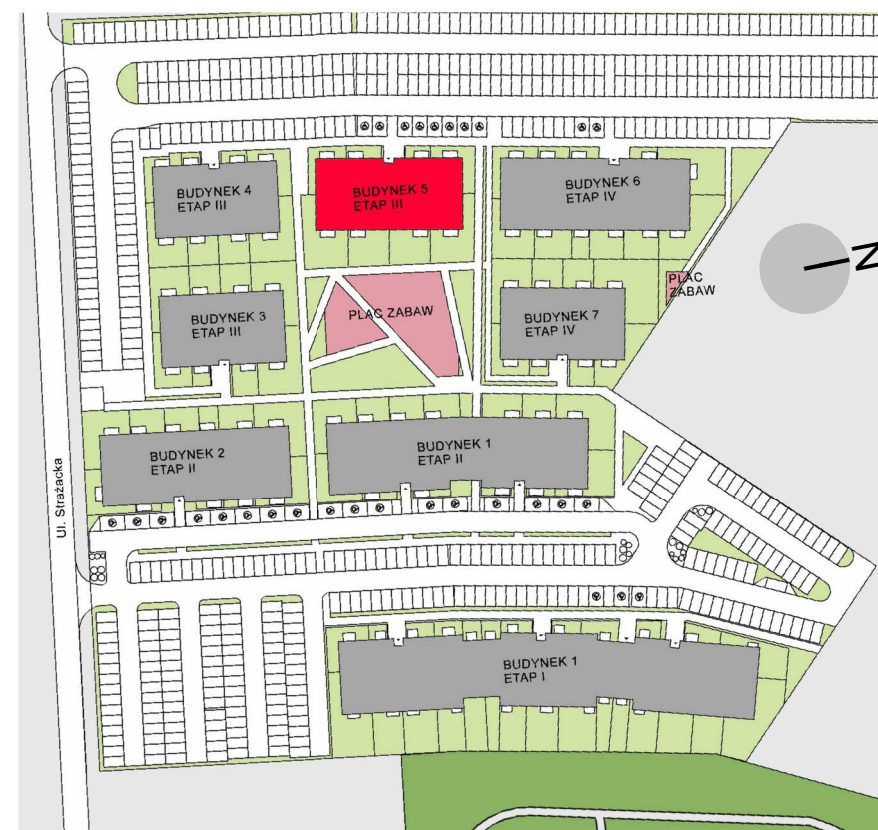 BUDYNEK 4
ETAP III
BUDYNEK 5
ETAP III
BUDYNEK 6
ETAP IV
N
PLAC
ZABAW
BUDYNEK 3
ETAP III
PLAC ZABAW
BUDYNEK 7
ETAP IV
BUDYNEK 2
ETAP II
BUDYNEK 1
ETAP II
Ul. Strażacka
BUDYNEK 1
ETAP I